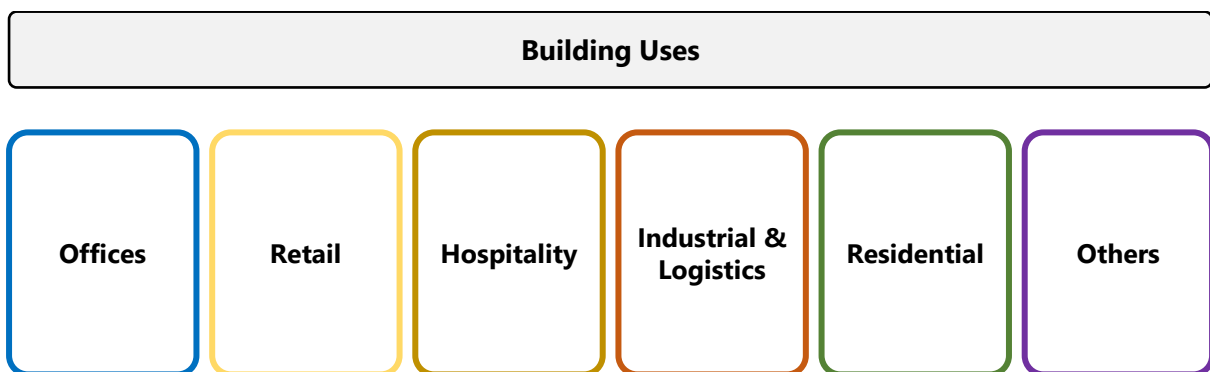 Building Uses
Offices
Retail
Hospitality
Industrial &
Logistics
Residential
Others